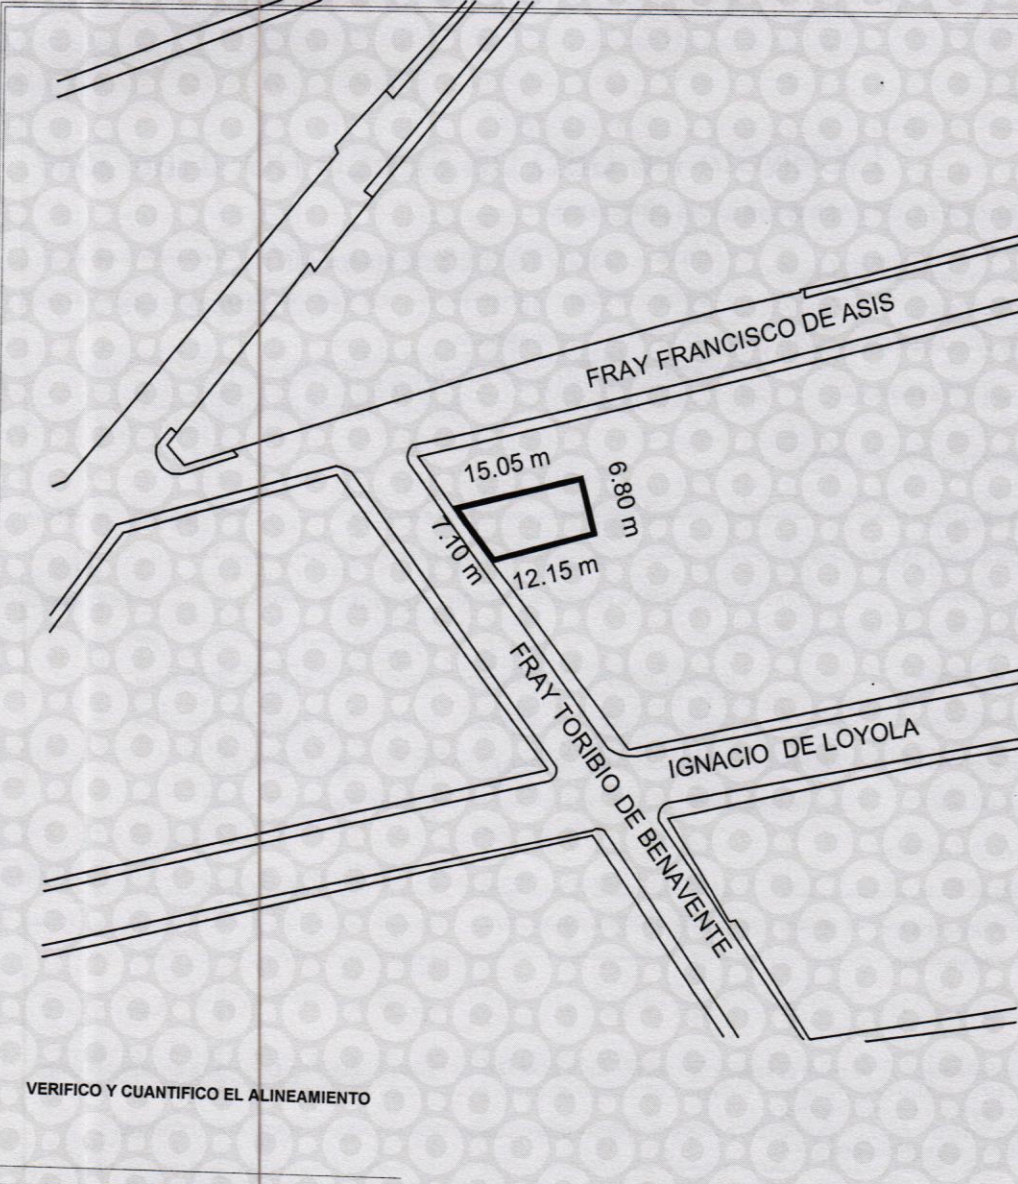 FRAY FRANCISCO DE ASIS
15.05 m
6.80 m
7.10 m
12.15 m
FRAY TORIBIO DE BENAVENTE
IGNACIO DE LOYOLA
VERIFICO Y CUANTIFICO EL ALINEAMIENTO